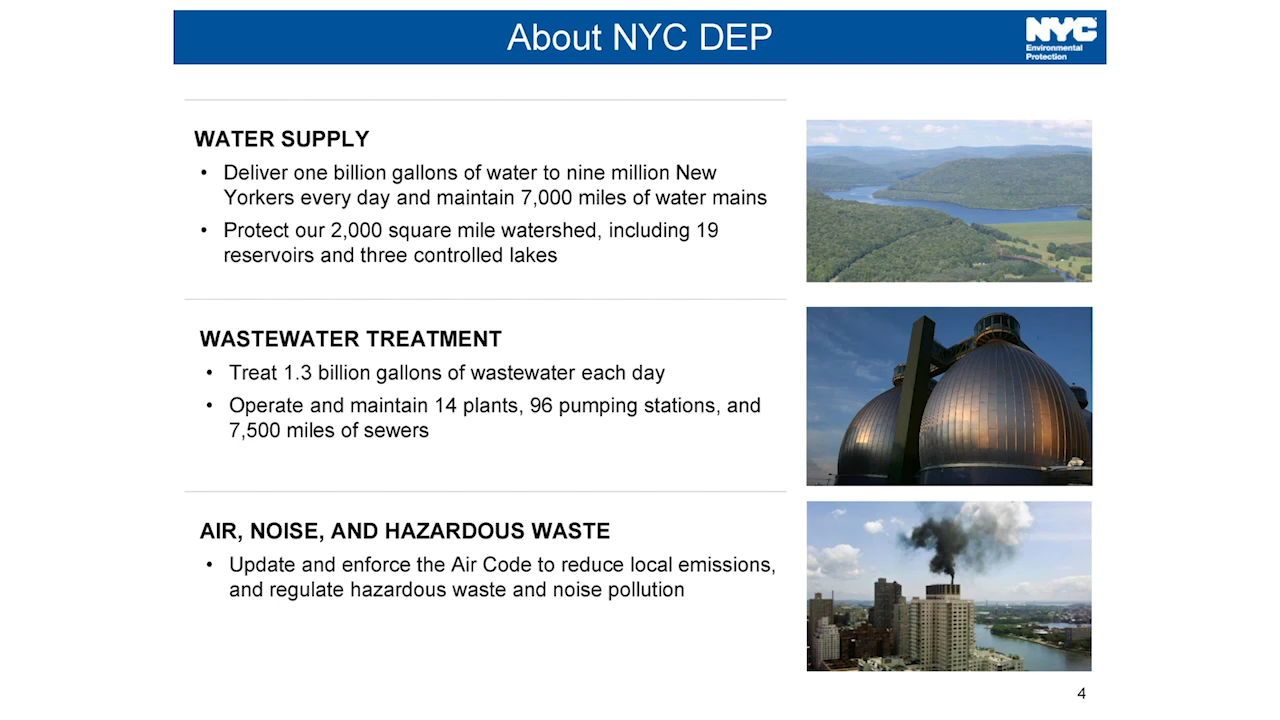 About NYC DEP
NYC
Environmental
Protection
WATER SUPPLY
• Deliver one billion gallons of water to nine million New
Yorkers every day and maintain 7,000 miles of water mains
• Protect our 2,000 square mile watershed, including 19
reservoirs and three controlled lakes
WASTEWATER TREATMENT
• Treat 1.3 billion gallons of wastewater each day
• Operate and maintain 14 plants, 96 pumping stations, and
7,500 miles of sewers
AIR, NOISE, AND HAZARDOUS WASTE
• Update and enforce the Air Code to reduce local emissions,
and regulate hazardous waste and noise pollution
4